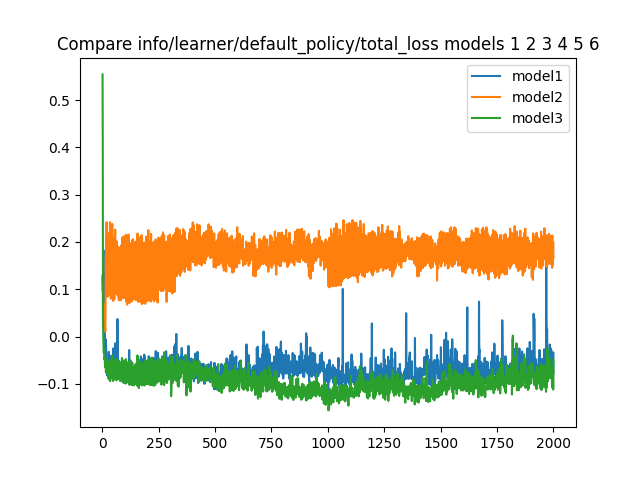 Compare info/learner/default_policy/total_loss models 1 2 3 4 5 6
model1
model2
model3
0.5
0.4
0.3
0.2
0.1
0.0
−0.1
0 250 500 750 1000 1250 1500 1750 2000